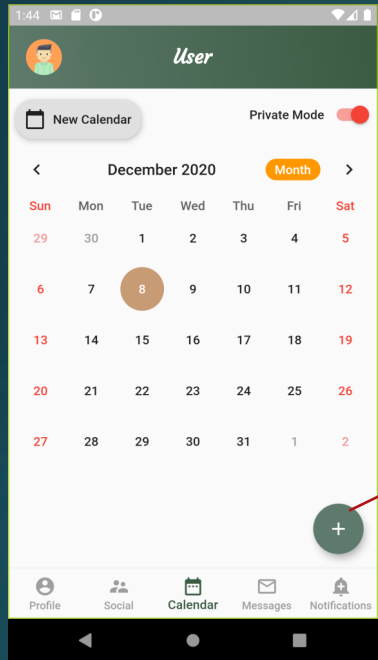 1:44
User
New Calendar
Private Mode
December 2020
Month
Sun Mon Tue Wed Thu Fri Sat
29 30 1 2 3 4 5
6 7 8 9 10 11 12
13 14 15 16 17 18 19
20 21 22 23 24 25 26
27 28 29 30 31 1 2
+
Profile Social Calendar Messages Notifications